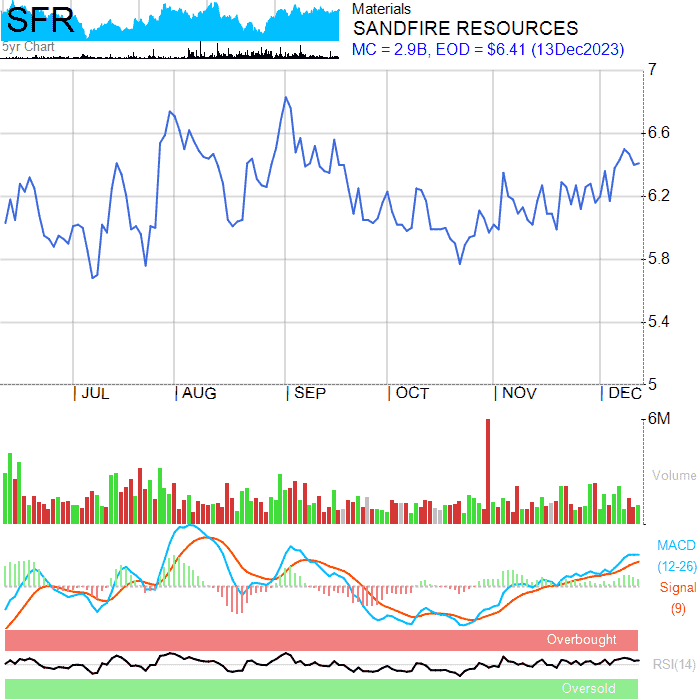 SFR
5yr Chart
Materials
SANDFIRE RESOURCES
MC = 2.9B, EOD = $6.41 (13Dec2023)
7
6.6
6.2
5.8
5.4
5
JUL AUG SEP OCT NOV DEC
6M
Volume
MACD
(12-26)
Signal
(9)
Overbought
RSI(14)
Oversold